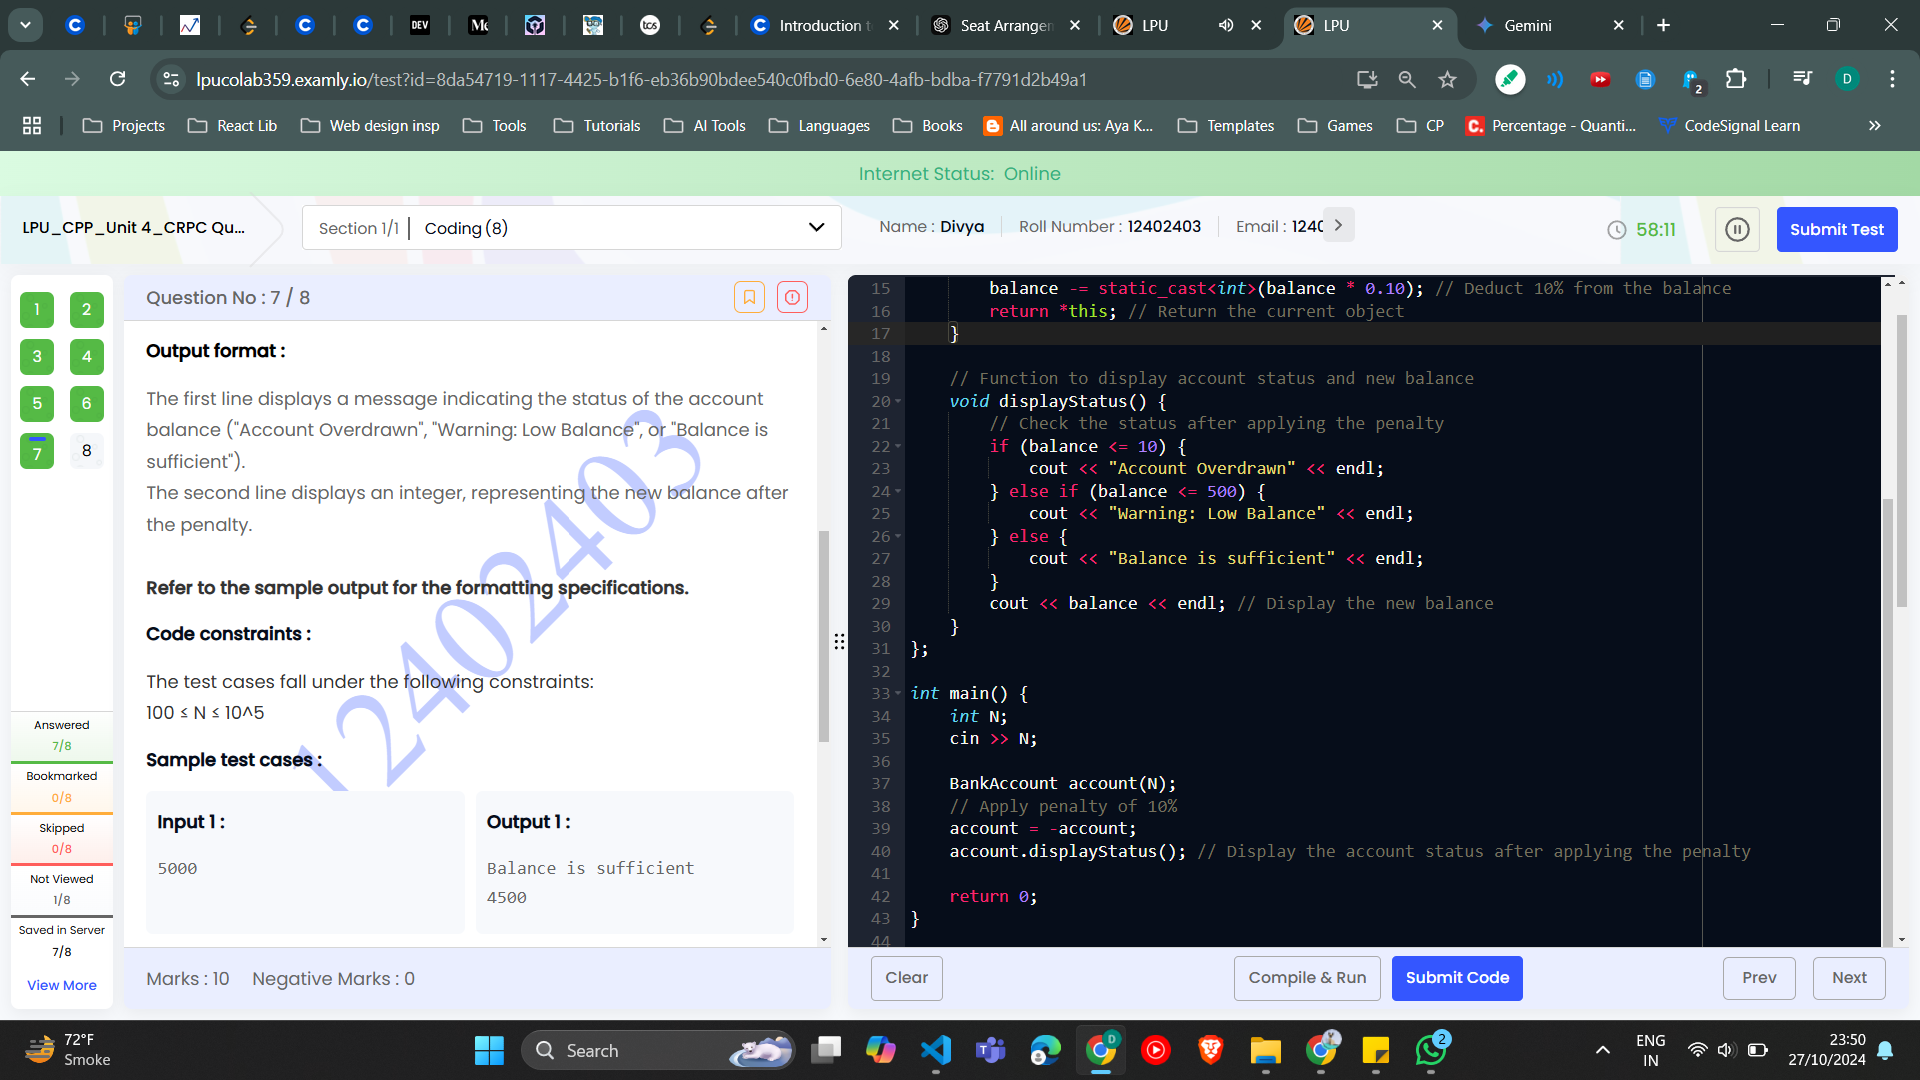 DEV
tcs
Introduction t
Seat Arrangen
LPU
LPU
Gemini
lpucolab359.examly.io/test?id=8da54719-1117-4425-b1f6-eb36b90bdee540c0fbd0-6e80-4afb-bdba-f7791d2b49a1
2
D
Projects
React Lib
Web design insp
Tools
Tutorials
AI Tools
Languages
Books
All around us: Aya K...
Templates
Games
CP
Percentage - Quanti...
CodeSignal Learn
Internet Status: Online
LPU_CPP_Unit 4_CRPC Qu...
Section 1/1 | Coding (8)
Name : Divya
Roll Number : 12402403
Email : 1240
58:11
Submit Test
1 2
3 4
5 6
7 8
Answered
7/8
Bookmarked
0/8
Skipped
0/8
Not Viewed
1/8
Saved in Server
7/8
View More
Question No : 7 / 8
Output format :
The first line displays a message indicating the status of the account
balance ("Account Overdrawn", "Warning: Low Balance", or "Balance is
sufficient").
The second line displays an integer, representing the new balance after
the penalty.
Refer to the sample output for the formatting specifications.
Code constraints :
The test cases fall under the following constraints:
100 ≤ N ≤ 10^5
Sample test cases :
Input 1 :
5000
Output 1 :
Balance is sufficient
4500
12402403
Marks : 10 Negative Marks : 0
15 balance -= static_cast<int>(balance * 0.10); // Deduct 10% from the balance
16 return *this; // Return the current object
17 }
18
19 // Function to display account status and new balance
20 void displayStatus() {
21 // Check the status after applying the penalty
22 if (balance <= 10) {
23 cout << "Account Overdrawn" << endl;
24 } else if (balance <= 500) {
25 cout << "Warning: Low Balance" << endl;
26 } else {
27 cout << "Balance is sufficient" << endl;
28 }
29 cout << balance << endl; // Display the new balance
30 }
31 };
32
33 int main() {
34 int N;
35 cin >> N;
36
37 BankAccount account(N);
38 // Apply penalty of 10%
39 account = -account;
40 account.displayStatus(); // Display the account status after applying the penalty
41
42 return 0;
43 }
44
Clear
Compile & Run
Submit Code
Prev
Next
72°F
Smoke
Search
D
2
ENG
IN
23:50
27/10/2024